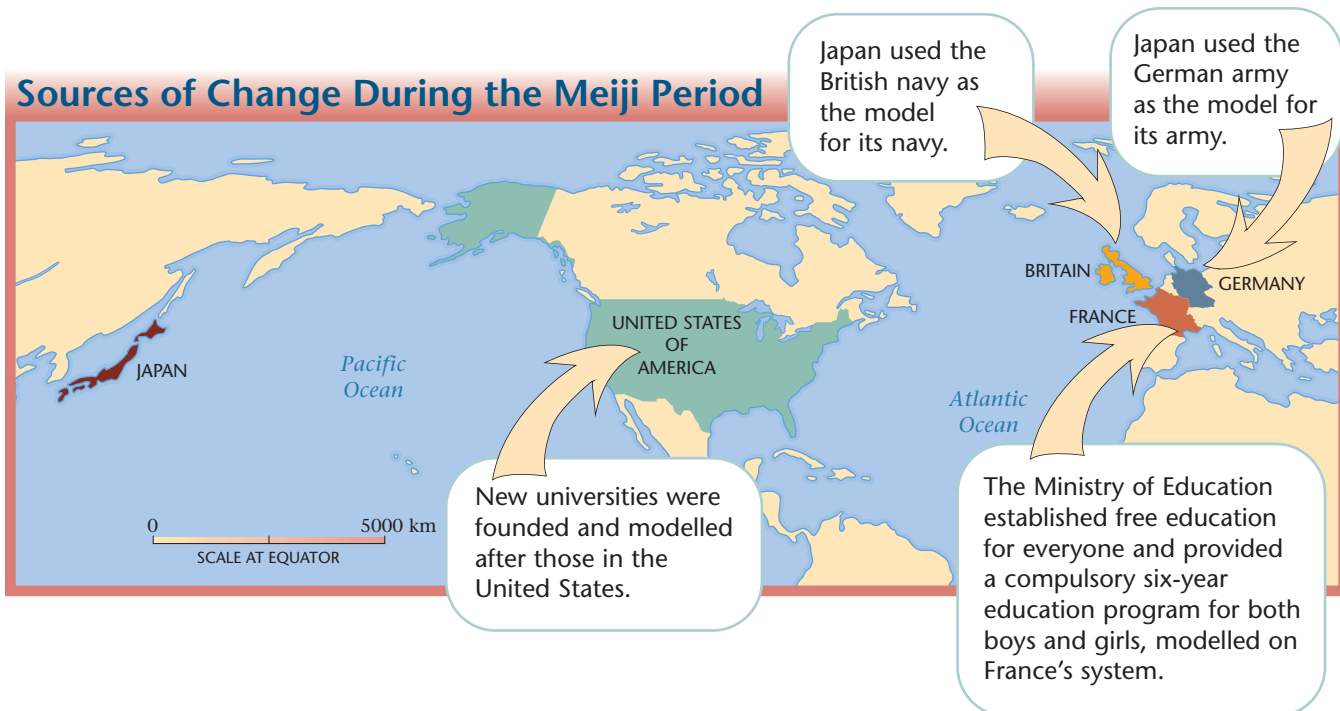 Sources of Change During the Meiji Period
Japan used the
British navy as
the model
for its navy.
Japan used the
German army
as the model for
its army.
BRITAIN
GERMANY
FRANCE
UNITED STATES
OF
AMERICA
JAPAN
Pacific
Ocean
Atlantic
Ocean
0 5000 km
SCALE AT EQUATOR
New universities were
founded and modelled
after those in the
United States.
The Ministry of Education
established free education
for everyone and provided
a compulsory six-year
education program for both
boys and girls, modelled on
France’s system.